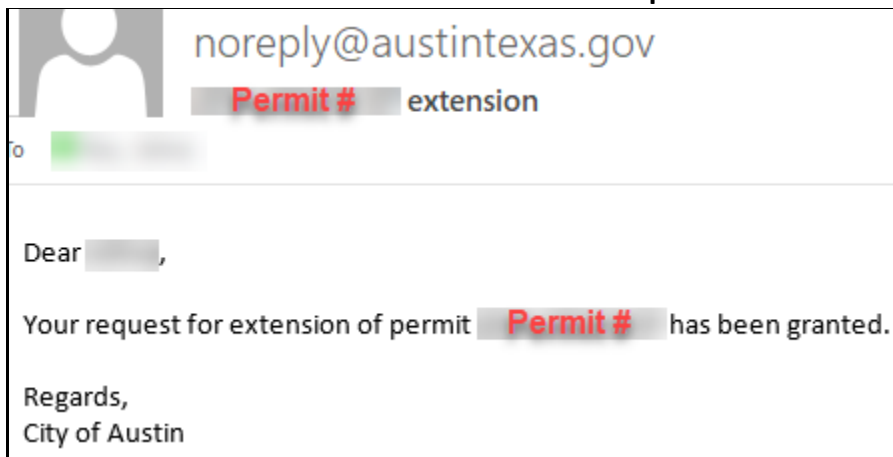 noreply@austintexas.gov
Permit # extension
To
Dear ,
Your request for extension of permit Permit # has been granted.
Regards,
City of Austin